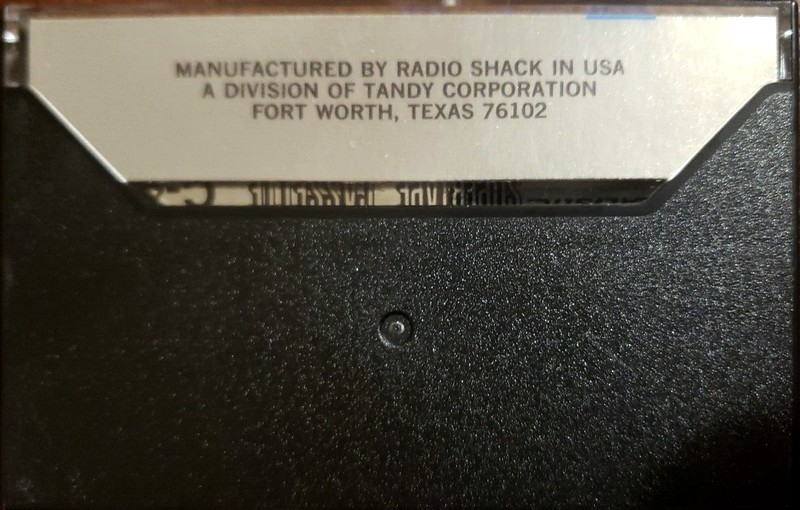 MANUFACTURED BY RADIO SHACK IN USA
A DIVISION OF TANDY CORPORATION
FORT WORTH, TEXAS 76102